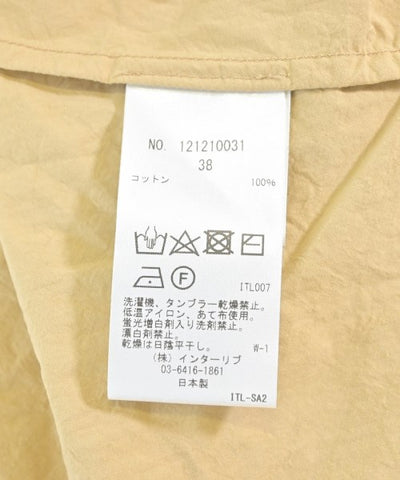 NO. 121210031
38
コットン 100%
ITL007
洗濯機、タンブラー乾燥禁止。
低温アイロン、あて布使用。
蛍光増白剤入り洗剤禁止。
漂白剤禁止。
乾燥は日陰平干し。 W-1
(株) インターリブ
03-6416-1861
日本製
ITL-SA2